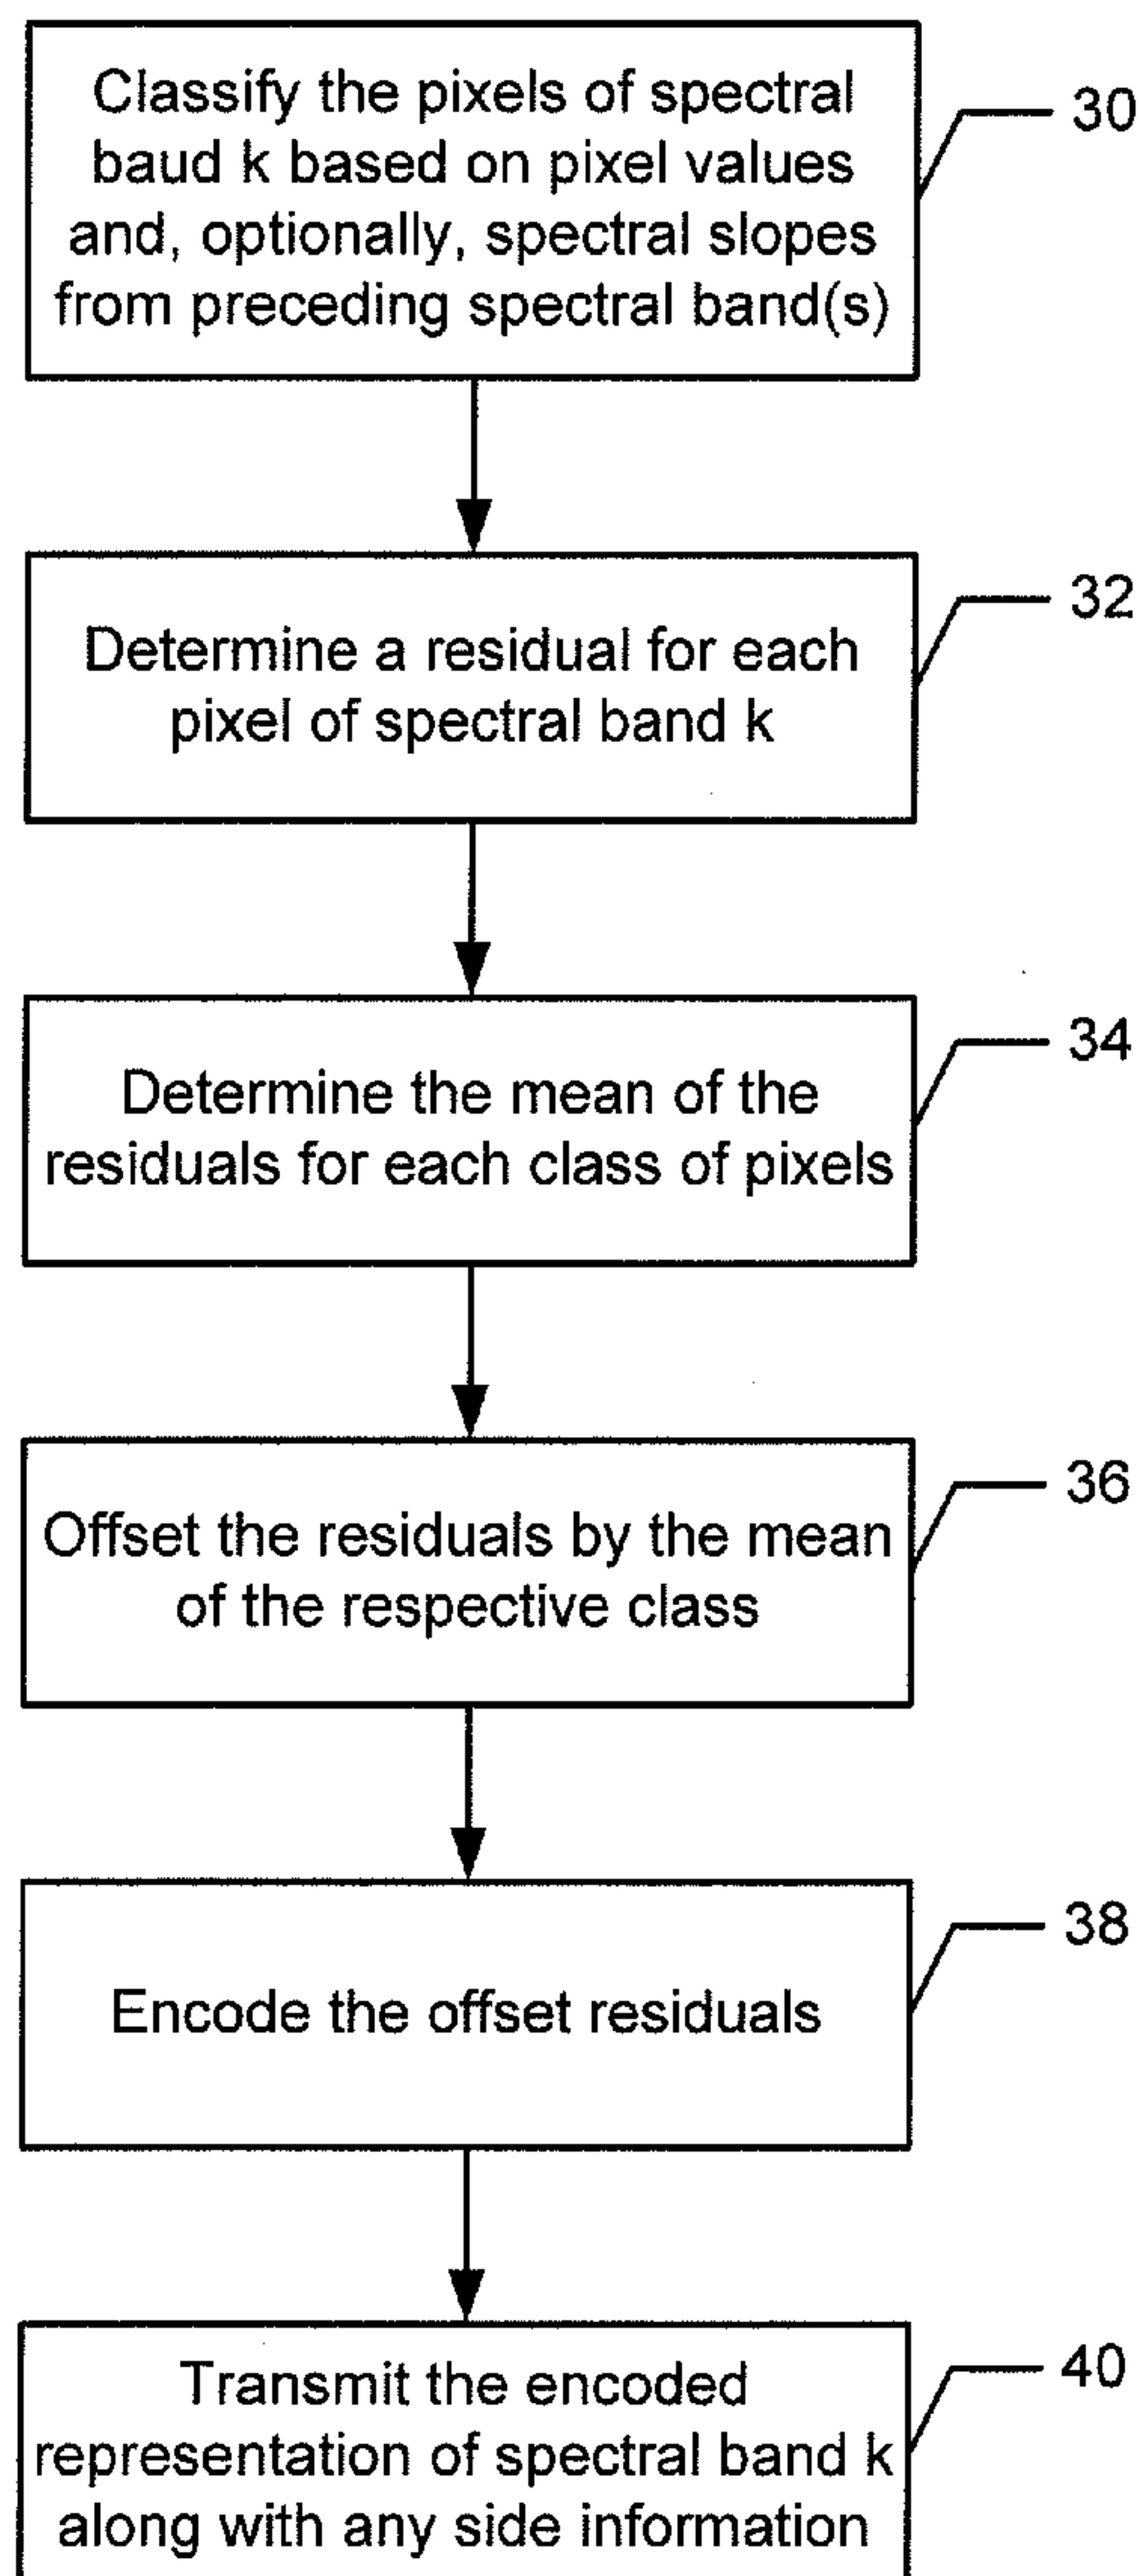 Classify the pixels of spectral
baud k based on pixel values
and, optionally, spectral slopes
from preceding spectral band(s)
30
Determine a residual for each
pixel of spectral band k
32
Determine the mean of the
residuals for each class of pixels
34
Offset the residuals by the mean
of the respective class
36
Encode the offset residuals
38
Transmit the encoded
representation of spectral band k
along with any side information
40